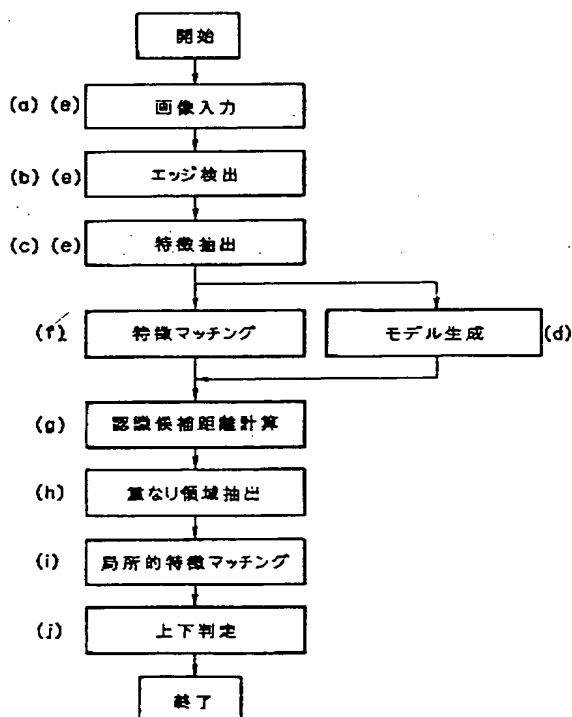 開始
(a) (e) 画像入力
(b) (e) エッジ検出
(c) (e) 特徴抽出
(f) 特徴マッチング モデル生成 (d)
(g) 認識候補距離計算
(h) 重なり領域抽出
(i) 局所的特徴マッチング
(j) 上下判定
終了